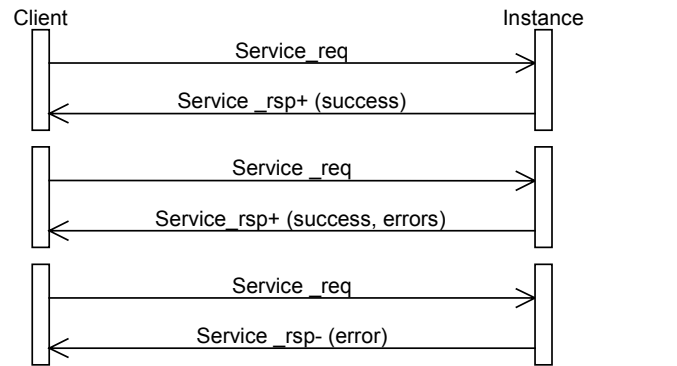 Client Instance
Service_req
Service _rsp+ (success)
Service _req
Service_rsp+ (success, errors)
Service _req
Service _rsp- (error)